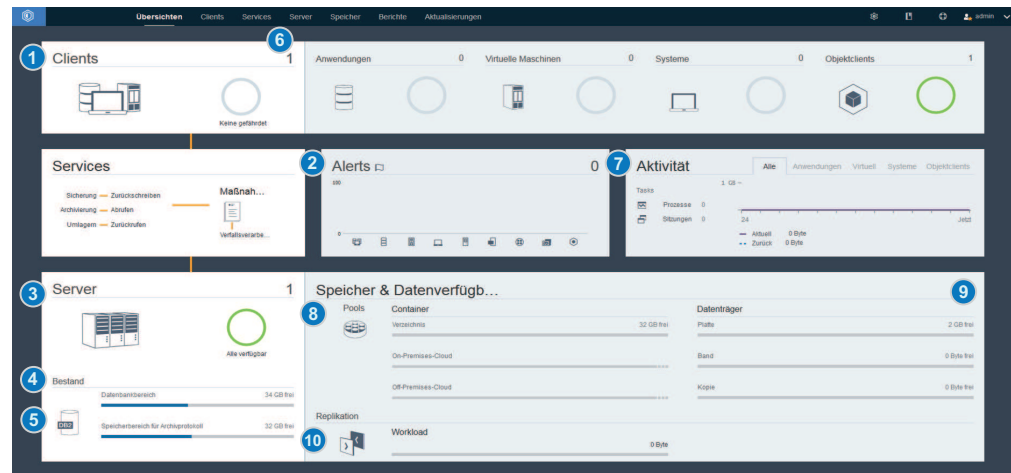 Übersichten Clients Services Server Speicher Berichte Aktualisierungen admin
6
1 Clients 1
Keine gefährdet
Anwendungen 0 Virtuelle Maschinen 0 Systeme 0 Objektclients 1
Services
Sicherung Zurückschreiben
Archivierung Abrufen
Umlagern Zurückrufen
Maßnah...
Verfallsverarbe...
2 Alerts 0
0
7 Aktivität Alle Anwendungen Virtuell Systeme Objektclients
Tasks
Prozesse 0
Sitzungen 0
1 GB
24 Jetzt
Aktuell 0 Byte
Zurück 0 Byte
3 Server 1
Alle verfügbar
4 Bestand
Datenbankbereich 34 GB frei
5 DB2 Speicherbereich für Archivprotokoll 32 GB frei
Speicher & Datenverfügb... 9
8 Pools Container Datenträger
Verzeichnis 32 GB frei Platte 2 GB frei
On-Premises-Cloud Band 0 Byte frei
Off-Premises-Cloud Kopie 0 Byte frei
Replikation
10 Workload
0 Byte